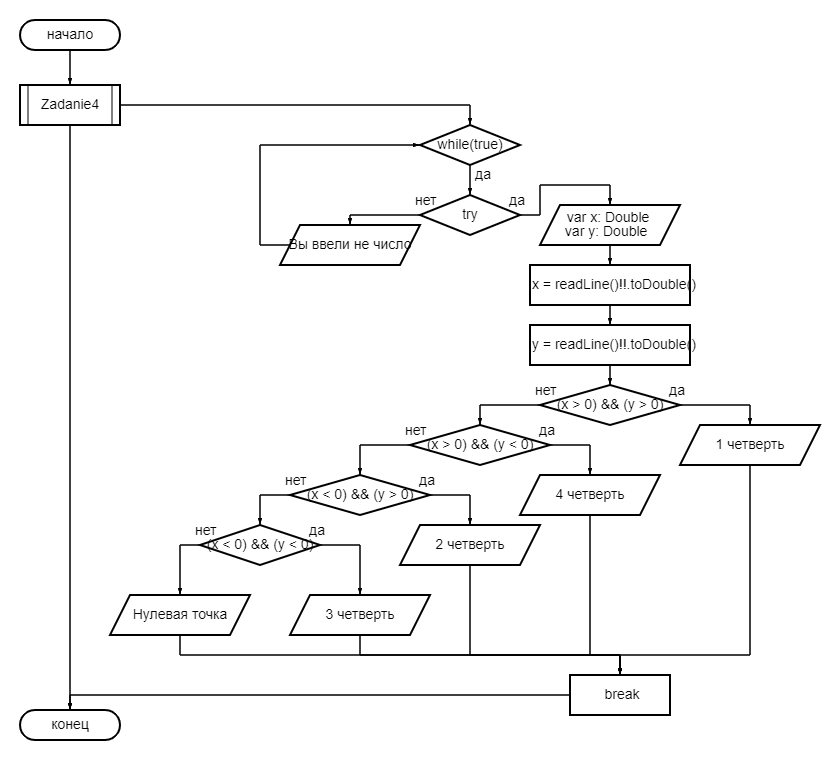 начало
Zadanie4
while(true)
да
нет
try
да
var x: Double
var y: Double
Вы ввели не число
x = readLine()!!.toDouble()
y = readLine()!!.toDouble()
нет
(x > 0) && (y > 0)
да
нет
(x > 0) && (y < 0)
да
1 четверть
нет
(x < 0) && (y > 0)
да
4 четверть
нет
(x < 0) && (y < 0)
да
2 четверть
Нулевая точка
3 четверть
break
конец